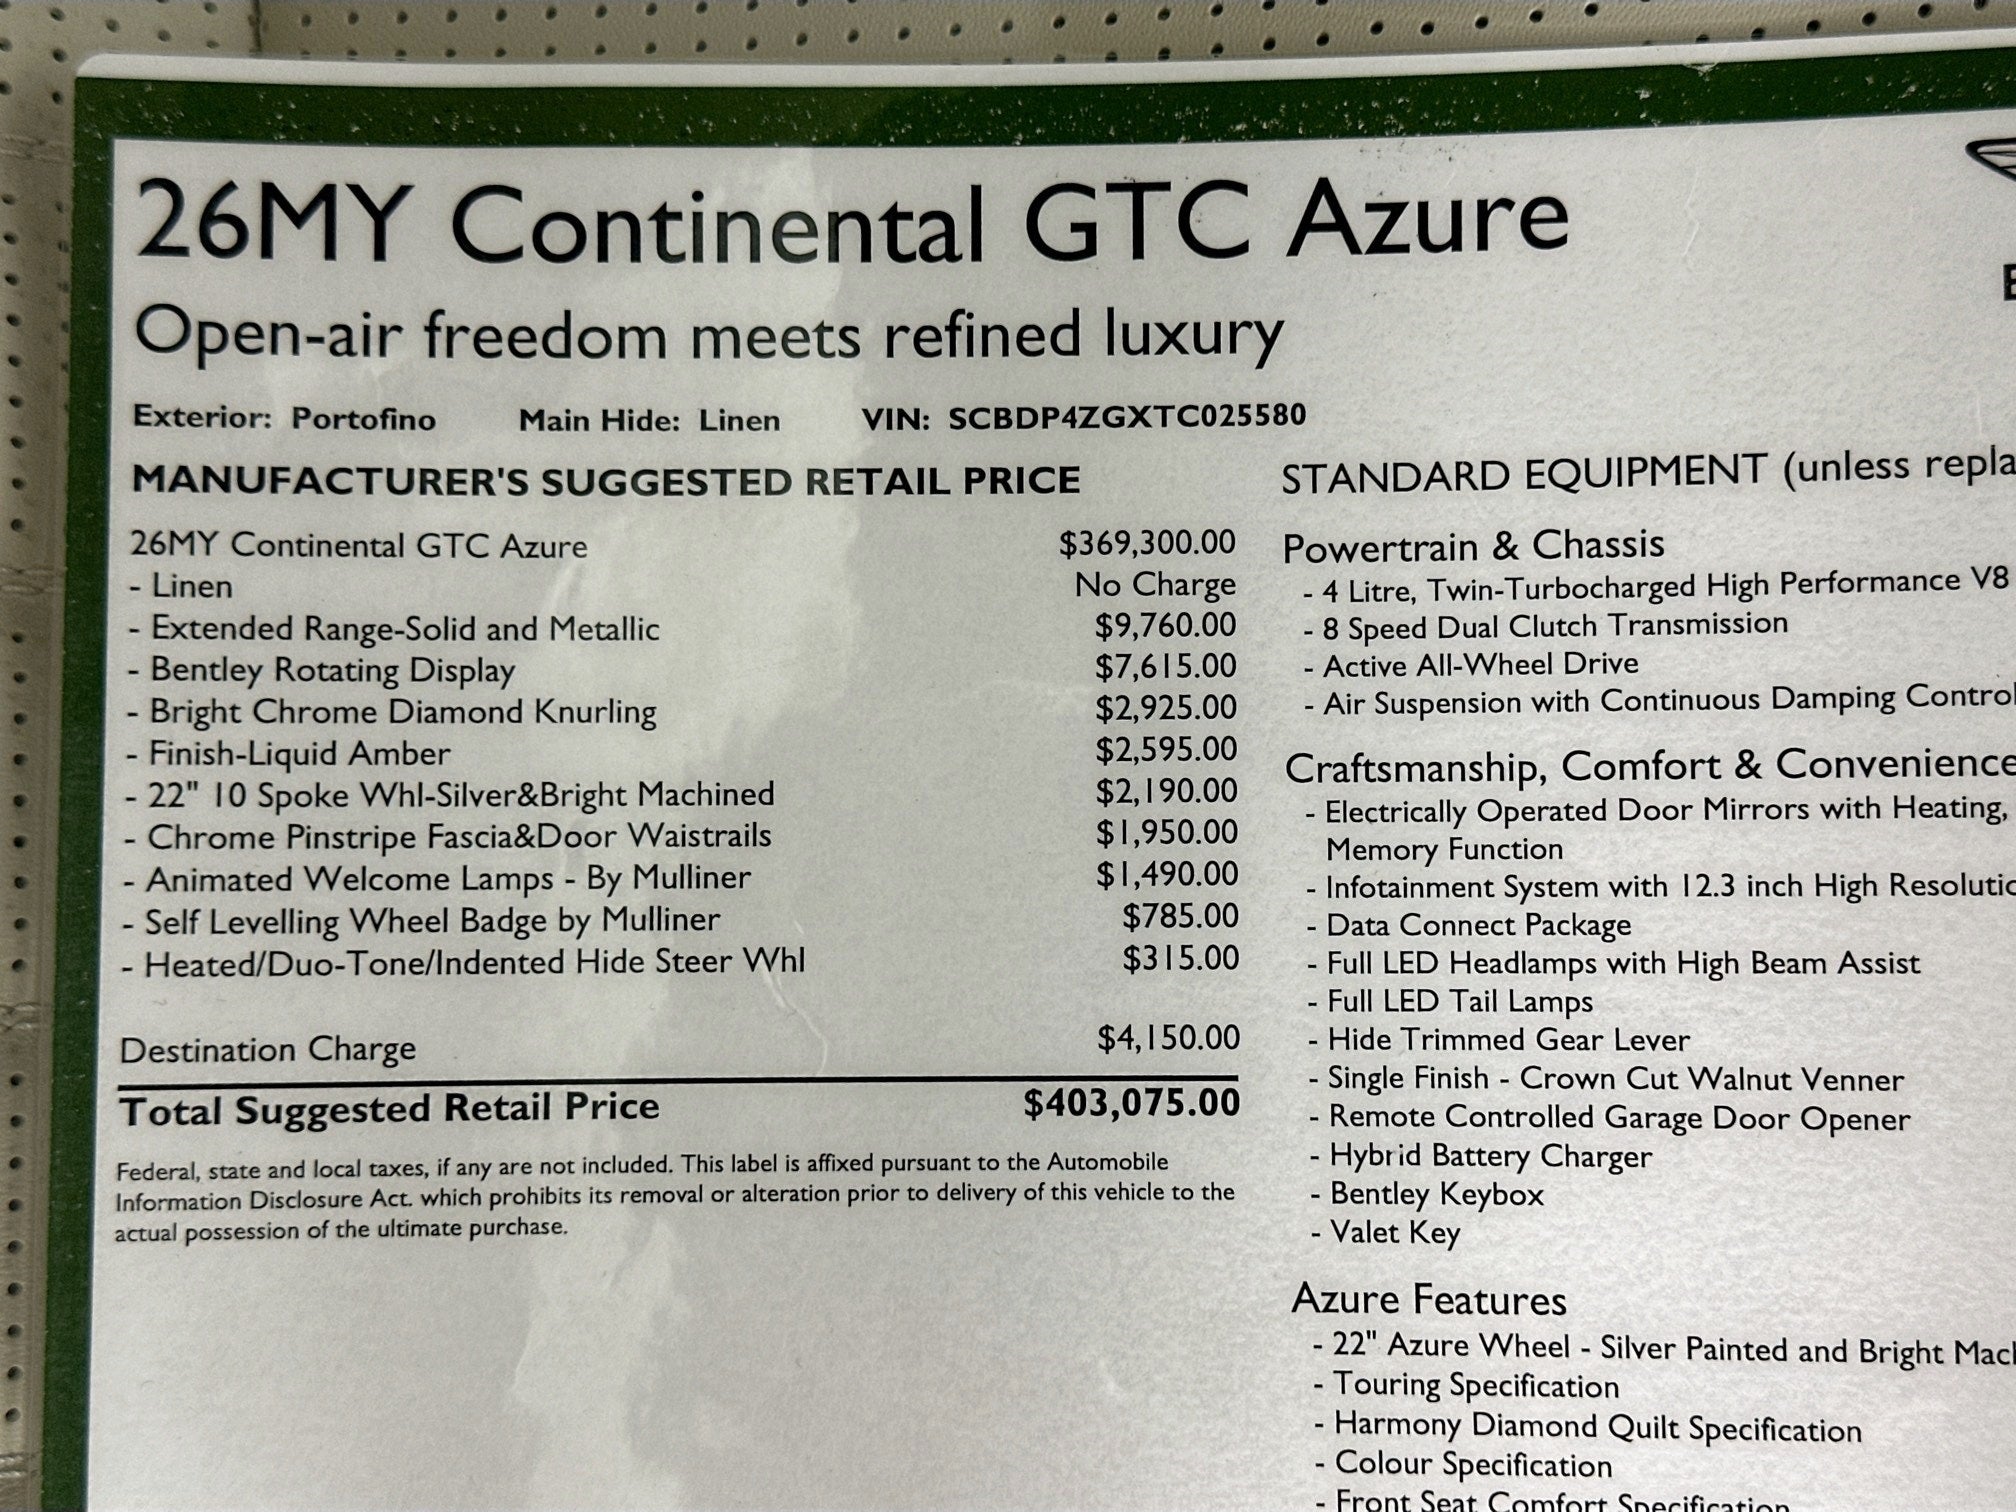 26MY Continental GTC Azure
Open-air freedom meets refined luxury
Exterior: Portofino Main Hide: Linen VIN: SCBDP4ZGXTC025580
MANUFACTURER'S SUGGESTED RETAIL PRICE
26MY Continental GTC Azure $369,300.00
- Linen No Charge
- Extended Range-Solid and Metallic $9,760.00
- Bentley Rotating Display $7,615.00
- Bright Chrome Diamond Knurling $2,925.00
- Finish-Liquid Amber $2,595.00
- 22" 10 Spoke Whl-Silver&Bright Machined $2,190.00
- Chrome Pinstripe Fascia&Door Waistrails $1,950.00
- Animated Welcome Lamps - By Mulliner $1,490.00
- Self Levelling Wheel Badge by Mulliner $785.00
- Heated/Duo-Tone/Indented Hide Steer Whl $315.00
Destination Charge $4,150.00
Total Suggested Retail Price $403,075.00
Federal, state and local taxes, if any are not included. This label is affixed pursuant to the Automobile
Information Disclosure Act. which prohibits its removal or alteration prior to delivery of this vehicle to the
actual possession of the ultimate purchase.
STANDARD EQUIPMENT (unless
Powertrain & Chassis
- 4 Litre, Twin-Turbocharged High Performance V8
- 8 Speed Dual Clutch Transmission
- Active All-Wheel Drive
- Air Suspension with Continuous Damping Control
Craftsmanship, Comfort & Convenience
- Electrically Operated Door Mirrors with Heating,
Memory Function
- Infotainment System with 12.3 inch High
- Data Connect Package
- Full LED Headlamps with High Beam Assist
- Full LED Tail Lamps
- Hide Trimmed Gear Lever
- Single Finish - Crown Cut Walnut Venner
- Remote Controlled Garage Door Opener
- Hybrid Battery Charger
- Bentley Keybox
- Valet Key
Azure Features
- 22" Azure Wheel - Silver Painted and Bright
- Touring Specification
- Harmony Diamond Quilt Specification
- Colour Specification
- Front Seat Comfort Specification